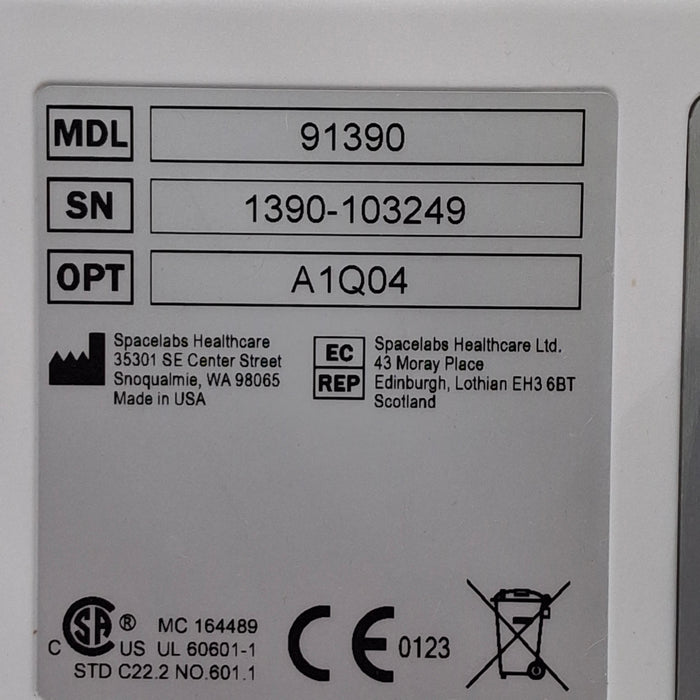 MDL 91390
SN 1390-103249
OPT A1Q04
Spacelabs Healthcare
35301 SE Center Street
Snoqualmie, WA 98065
Made in USA
EC
REP
Spacelabs Healthcare Ltd.
43 Moray Place
Edinburgh, Lothian EH3 6BT
Scotland
C SA ® US
MC 164489
UL 60601-1
STD C22.2 NO.601.1
CE 0123